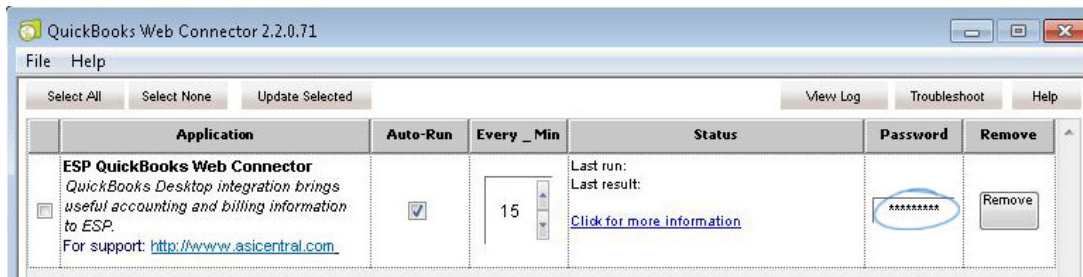 QuickBooks Web Connector 2.2.0.71
File Help
Select All Select None Update Selected View Log Troubleshoot Help
Application Auto-Run Every _ Min Status Password Remove
ESP QuickBooks Web Connector
QuickBooks Desktop integration brings
useful accounting and billing information
to ESP.
For support: http://www.asicentral.com
15
Last run:
Last result:
Click for more information
*********
Remove